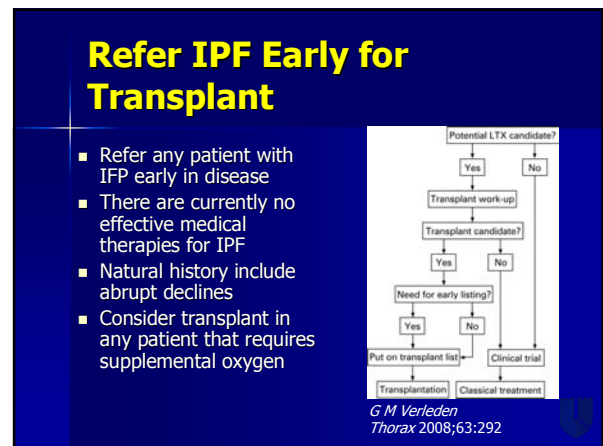 Refer IPF Early for
Transplant
Refer any patient with
IFP early in disease
There are currently no
effective medical
therapies for IPF
Natural history include
abrupt declines
Consider transplant in
any patient that requires
supplemental oxygen
Potential LTX candidate?
Yes No
Transplant work-up
Transplant candidate?
Yes No
Need for early listing?
Yes No
Put on transplant list Clinical trial
Transplantation Classical treatment
G M Verleden
Thorax 2008;63:292